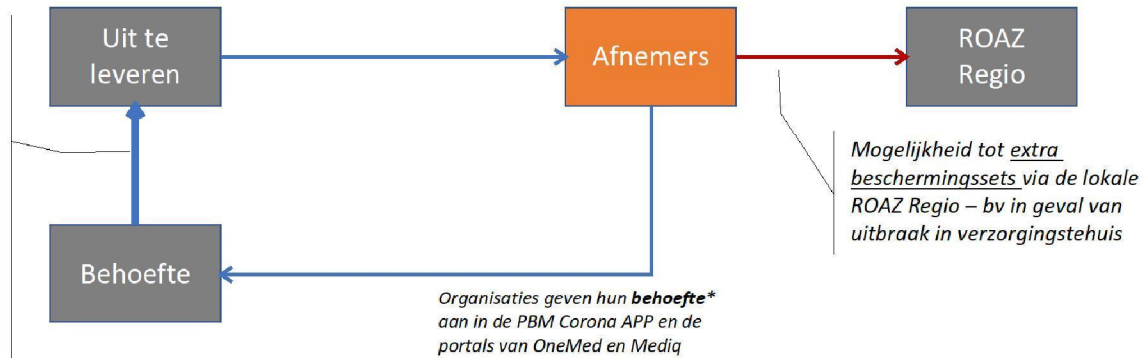 Uit te
leveren
Afnemers
ROAZ
Regio
Mogelijkheid tot extra
beschermingssets via de lokale
ROAZ Regio – bv in geval van
uitbraak in verzorgingstehuis
Behoefte
Organisaties geven hun behoefte*
aan in de PBM Corona APP en de
portals van OneMed en Mediq